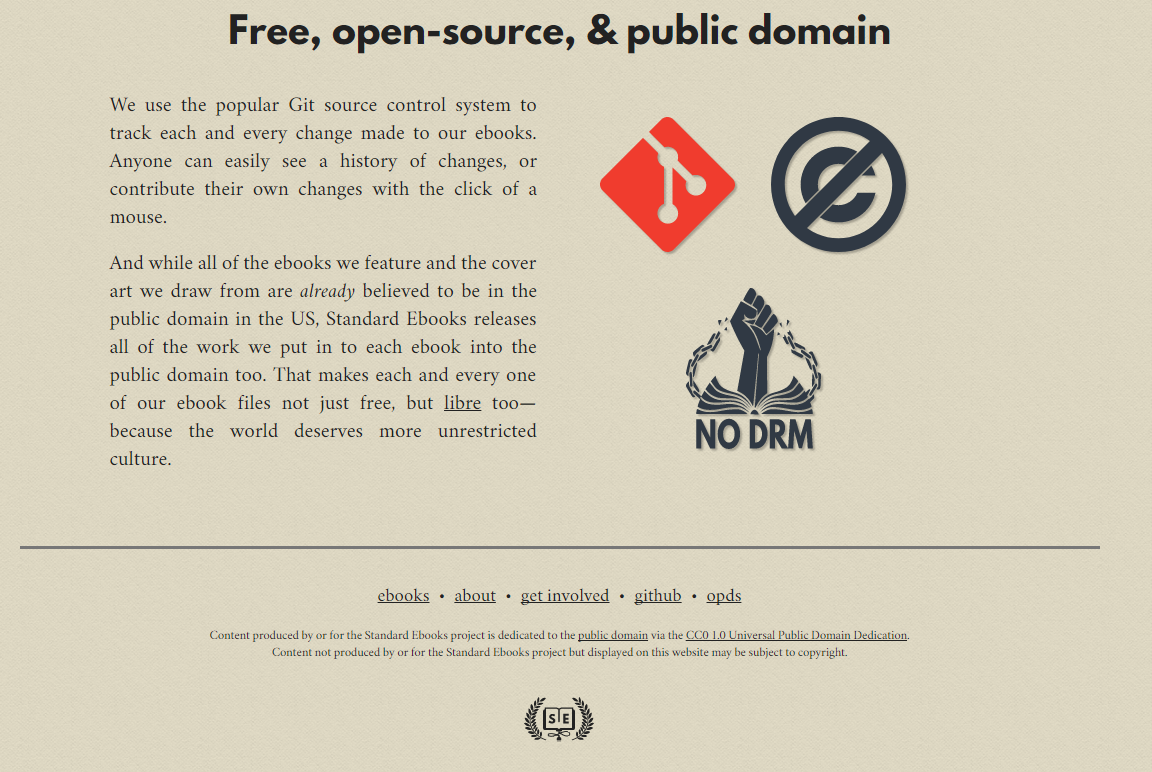 Free, open-source, & public domain
We use the popular Git source control system to
track each and every change made to our ebooks.
Anyone can easily see a history of changes, or
contribute their own changes with the click of a
mouse.
And while all of the ebooks we feature and the cover
art we draw from are already believed to be in the
public domain in the US, Standard Ebooks releases
all of the work we put in to each ebook into the
public domain too. That makes each and every one
of our ebook files not just free, but libre too—
because the world deserves more unrestricted
culture.
NO DRM
ebooks • about • get involved • github • opds
Content produced by or for the Standard Ebooks project is dedicated to the public domain via the CC0 1.0 Universal Public Domain Dedication.
Content not produced by or for the Standard Ebooks project but displayed on this website may be subject to copyright.
S E